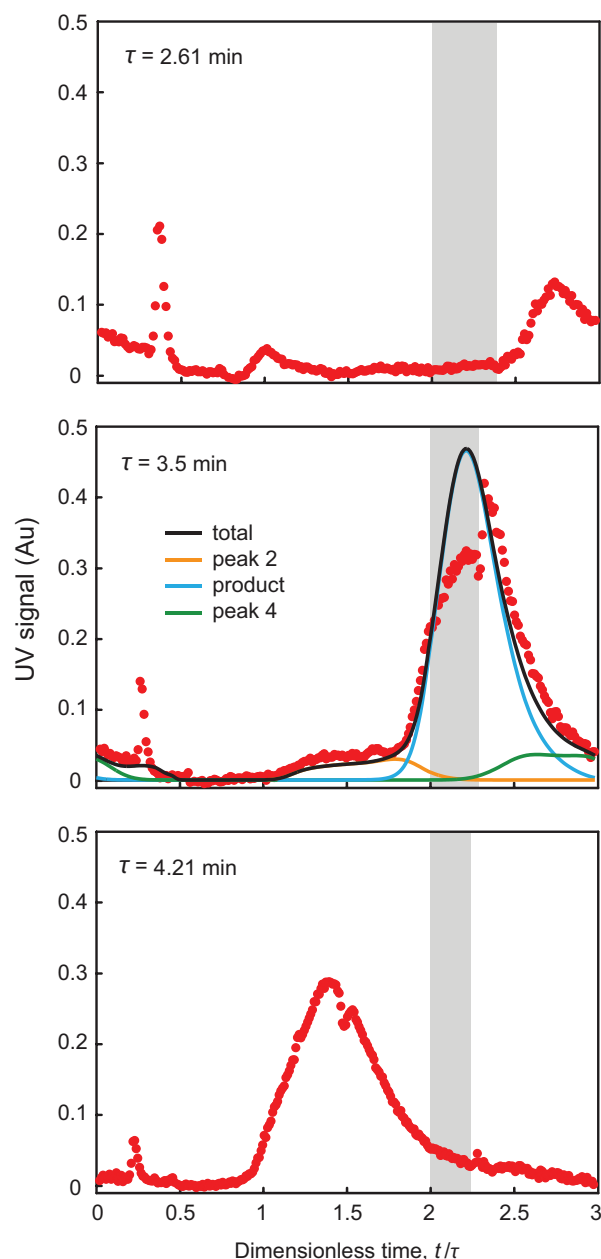 0.5
τ = 2.61 min
0.4
0.3
0.2
0.1
0
0.5
τ = 3.5 min
0.4
total
peak 2
0.3
product
peak 4
0.2
0.1
0
UV signal (Au)
0.5
τ = 4.21 min
0.4
0.3
0.2
0.1
0
0 0.5 1 1.5 2 2.5 3
Dimensionless time, t/τ